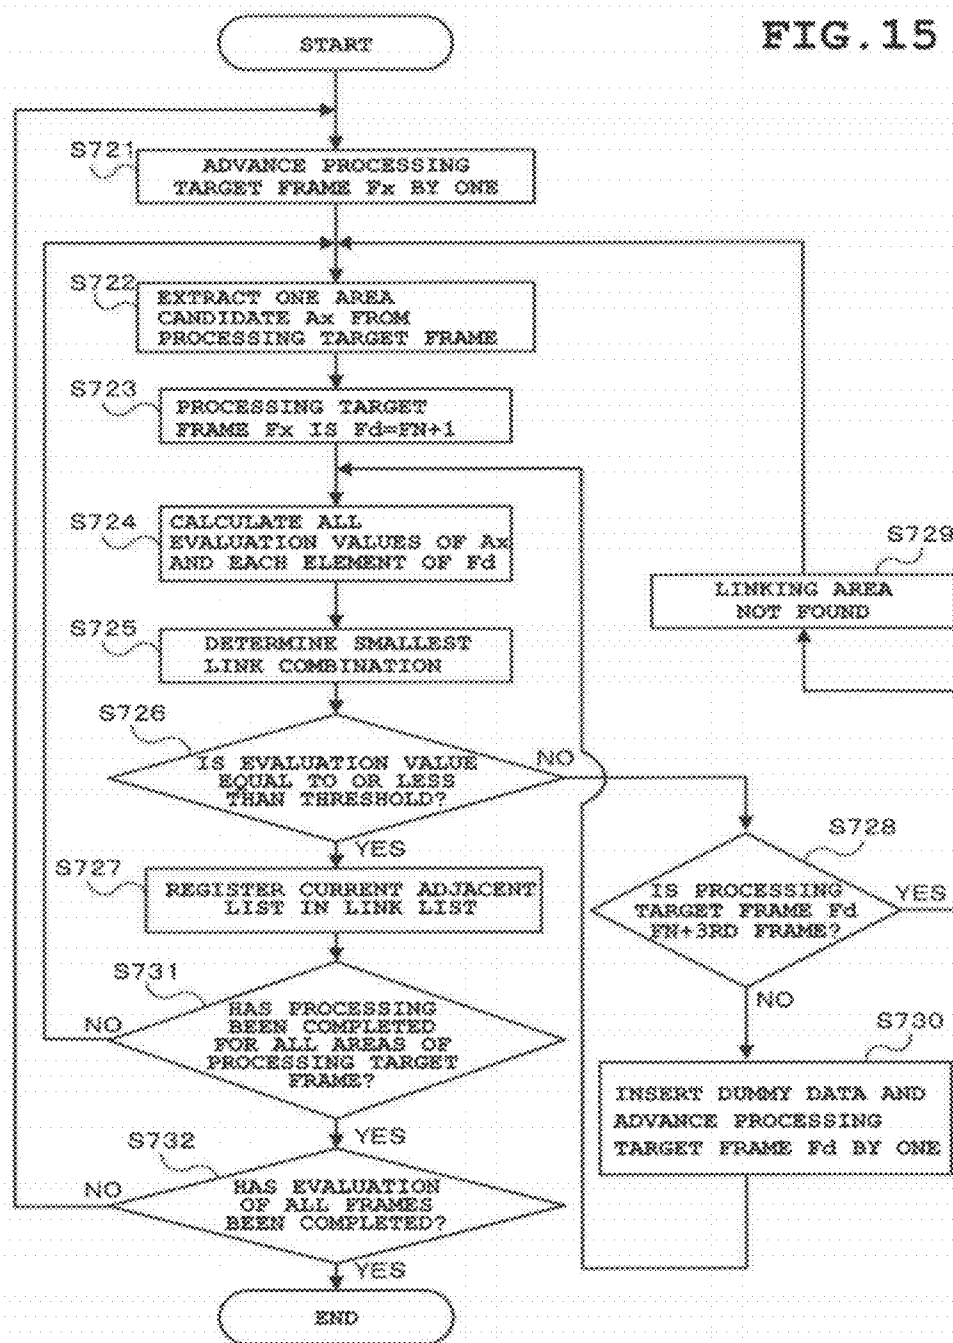 FIG.15
START
S721
ADVANCE PROCESSING
TARGET FRAME Fx BY ONE
S722
EXTRACT ONE AREA
CANDIDATE Ax FROM
PROCESSING TARGET FRAME
S723
PROCESSING TARGET
FRAME Fx IS Fd=FN+1
S724
CALCULATE ALL
EVALUATION VALUES OF Ax
AND EACH ELEMENT OF Fd
S725
DETERMINE SMALLEST
LINK COMBINATION
S726
IS EVALUATION VALUE
EQUAL TO OR LESS
THAN THRESHOLD?
NO
YES
S727
REGISTER CURRENT ADJACENT
LIST IN LINK LIST
S728
IS PROCESSING
TARGET FRAME Fd
FN+3RD FRAME?
YES
NO
S729
LINKING AREA
NOT FOUND
S730
INSERT DUMMY DATA AND
ADVANCE PROCESSING
TARGET FRAME Fd BY ONE
S731
HAS PROCESSING
BEEN COMPLETED
FOR ALL AREAS OF
PROCESSING TARGET
FRAME?
NO
YES
S732
HAS EVALUATION
OF ALL FRAMES
BEEN COMPLETED?
NO
YES
END